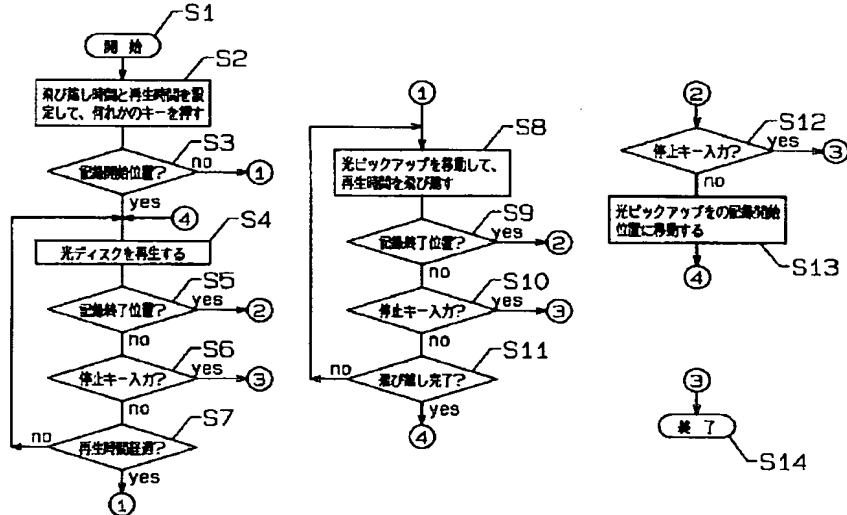 S1
開 始
S2
飛び越し時間と再生時間を設
定して、何れかのキーを押す
S3
記録開始位置?
no
①
yes
④
S4
光ディスクを再生する
S5
記録終了位置?
yes
②
no
S6
停止キー入力?
yes
③
no
S7
再生時間経過?
no
yes
①
①
S8
光ピックアップを移動して、
再生時間を飛び越す
S9
記録終了位置?
yes
②
no
S10
停止キー入力?
yes
③
no
S11
飛び越し完了?
no
yes
④
②
S12
停止キー入力?
yes
③
no
光ピックアップをの記録開始
位置に移動する
S13
④
③
終 了
S14